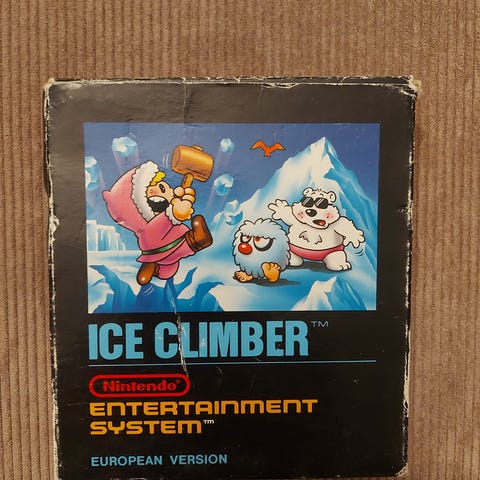 ICE CLIMBER™
Nintendo®
ENTERTAINMENT
SYSTEM™
EUROPEAN VERSION